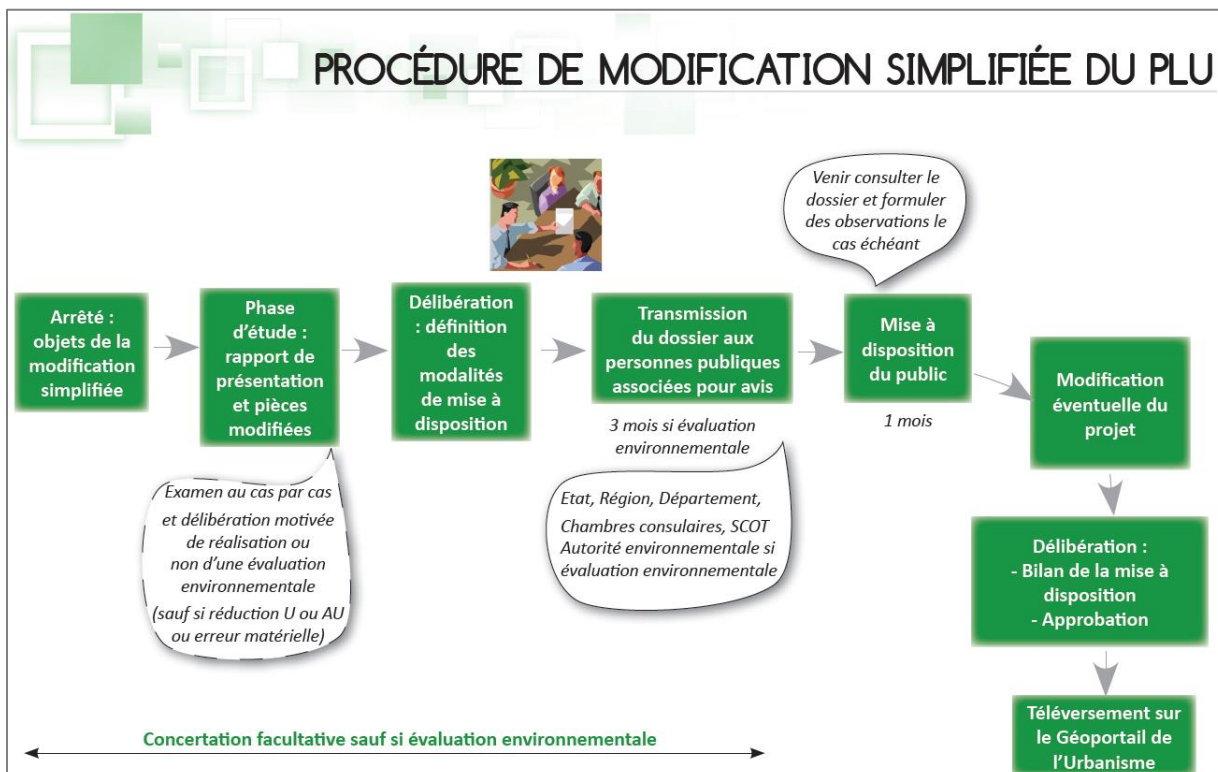 PROCÉDURE DE MODIFICATION SIMPLIFIÉE DU PLU
Venir consulter le
dossier et formuler
des observations le
cas échéant
Arrêté :
objets de la
modification
simplifiée
Phase
d'étude :
rapport de
présentation
et pièces
modifiées
Délibération
: définition
des
modalités
de mise à
disposition
Transmission
du dossier aux
personnes publiques
associées pour avis
Mise à
disposition
du public
Modification
éventuelle du
projet
3 mois si évaluation
environnementale
1 mois
Examen au cas par cas
et délibération motivée
de réalisation ou
non d'une évaluation
environnementale
(sauf si réduction U ou AU
ou erreur matérielle)
Etat, Région, Département,
Chambres consulaires, SCOT
Autorité environnementale si
évaluation environnementale
Délibération :
- Bilan de la mise à
disposition
- Approbation
Téléversement sur
le Géoportail de
l'Urbanisme
Concertation facultative sauf si évaluation environnementale